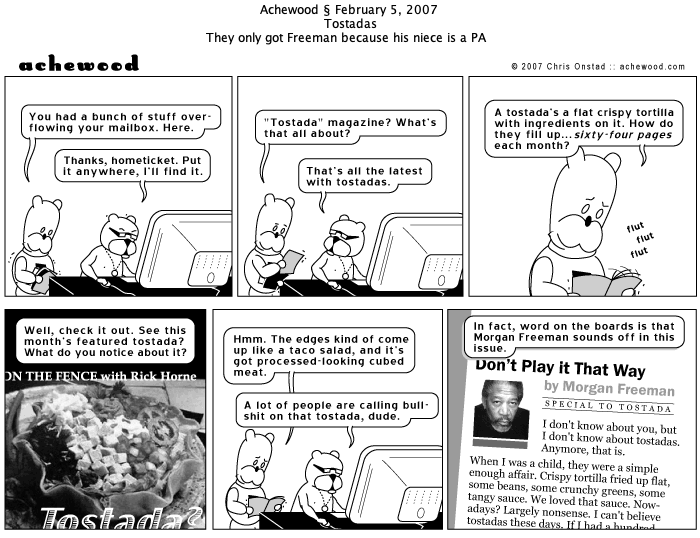 Achewood § February 5, 2007
Tostadas
They only got Freeman because his niece is a PA
achewood
© 2007 Chris Onstad :: achewood.com
You had a bunch of stuff over-
flowing your mailbox. Here.
Thanks, hometicket. Put
it anywhere, I'll find it.
"Tostada" magazine? What's
that all about?
That's all the latest
with tostadas.
A tostada's a flat crispy tortilla
with ingredients on it. How do
they fill up...sixty-four pages
each month?
flut
flut
flut
Well, check it out. See this
month's featured tostada?
What do you notice about it?
ON THE FENCE with Rick Horne
Tostada?
Hmm. The edges kind of come
up like a taco salad, and it's
got processed-looking cubed
meat.
A lot of people are calling bull-
shit on that tostada, dude.
In fact, word on the boards is that
Morgan Freeman sounds off in this
issue.
Don't Play it That Way
by Morgan Freeman
SPECIAL TO TOSTADA
I don't know about you, but
I don't know about tostadas.
Anymore, that is.
When I was a child, they were a simple
enough affair. Crispy tortilla fried up flat,
some beans, some crunchy greens, some
tangy sauce. We loved that sauce. Now-
adays? Largely nonsense. I can't believe
tostadas these days. If I had a hundred